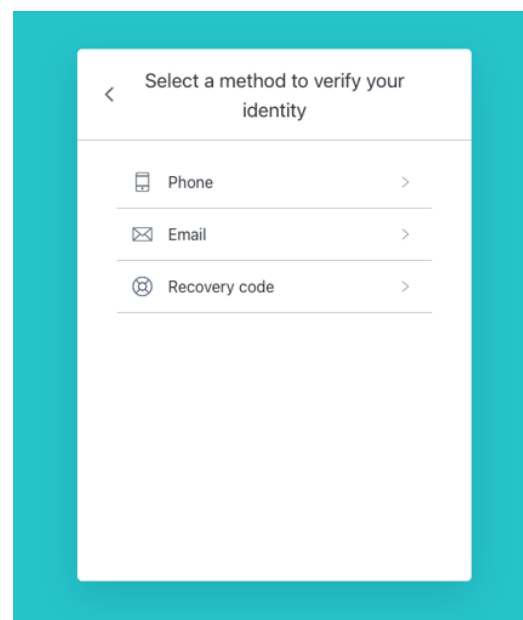 Select a method to verify your
identity
Phone
Email
Recovery code